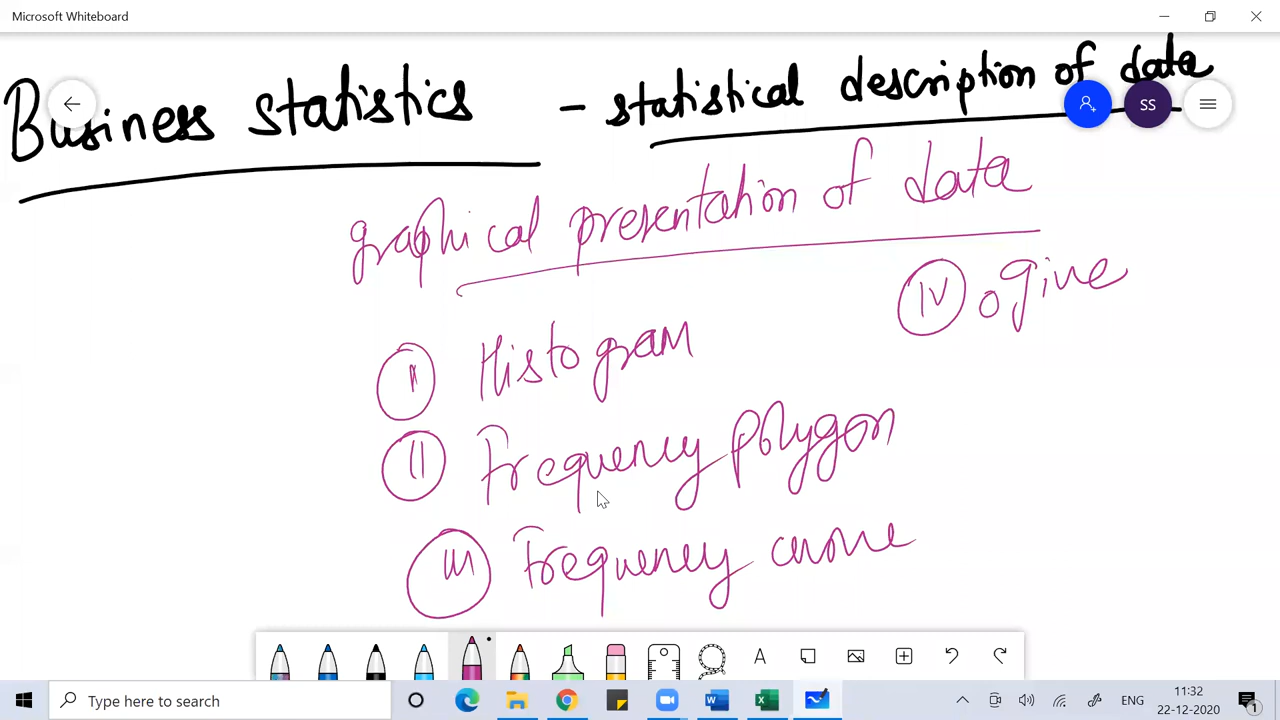 Microsoft Whiteboard
Business statistics - statistical description of data
SS
graphical presentation of data
I Histogram
IV ogive
II Frequency polygon
III Frequency curve
A
Type here to search
ENG
11:32
22-12-2020
1